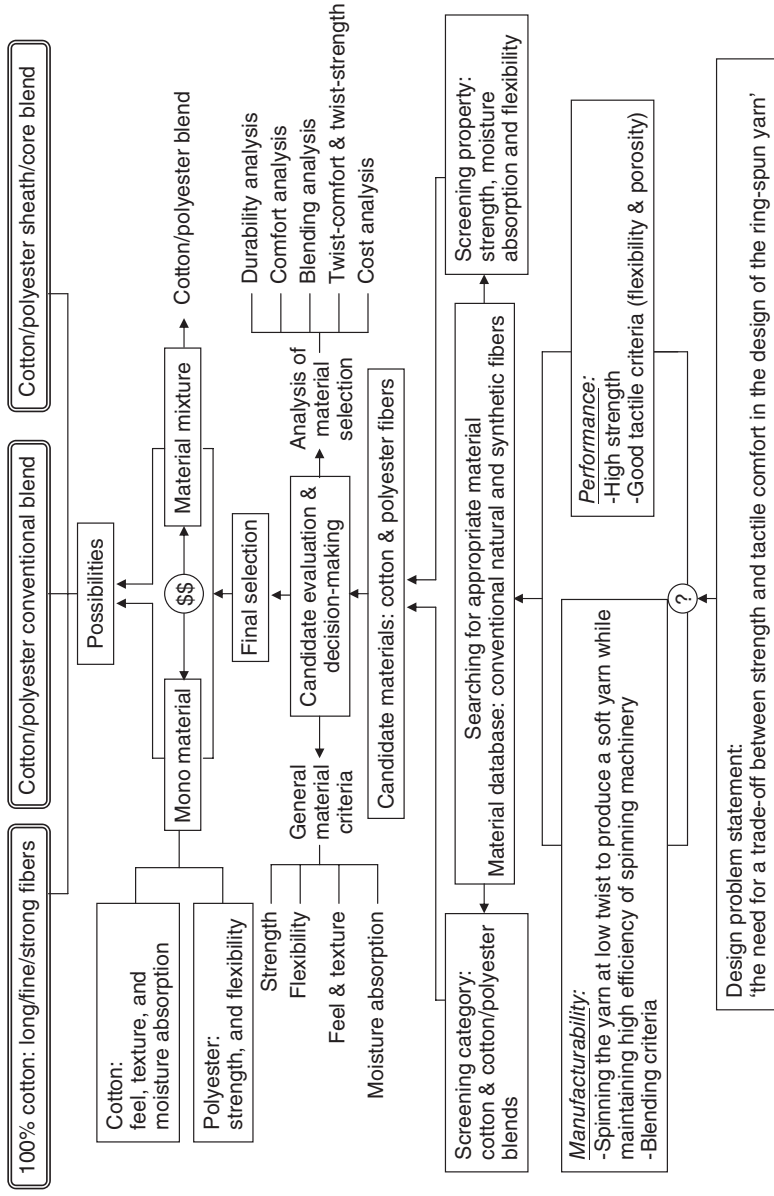 100% cotton: long/fine/strong fibers
Cotton/polyester conventional blend
Cotton/polyester sheath/core blend
Possibilities
Mono material
$$
Material mixture
Cotton/polyester blend
Cotton:
feel, texture, and
moisture absorption
Polyester:
strength, and flexibility
Final selection
Strength
Flexibility
Feel & texture
Moisture absorption
General
material
criteria
Candidate evaluation &
decision-making
Analysis of
material
selection
Durability analysis
Comfort analysis
Blending analysis
Twist-comfort & twist-strength
Cost analysis
Candidate materials: cotton & polyester fibers
Screening category:
cotton & cotton/polyester
blends
Searching for appropriate material
Material database: conventional natural and synthetic fibers
Screening property:
strength, moisture
absorption and flexibility
Manufacturability:
-Spinning the yarn at low twist to produce a soft yarn while
maintaining high efficiency of spinning machinery
-Blending criteria
Performance:
-High strength
-Good tactile criteria (flexibility & porosity)
?
Design problem statement:
‘the need for a trade-off between strength and tactile comfort in the design of the ring-spun yarn’